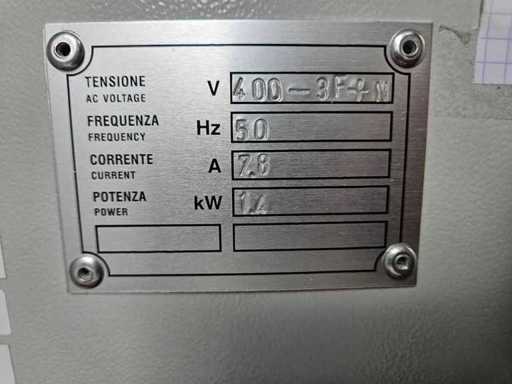 TENSIONE V 400-3F+N
AC VOLTAGE
FREQUENZA Hz 50
FREQUENCY
CORRENTE A 7.8
CURRENT
POTENZA kW 1.4
POWER